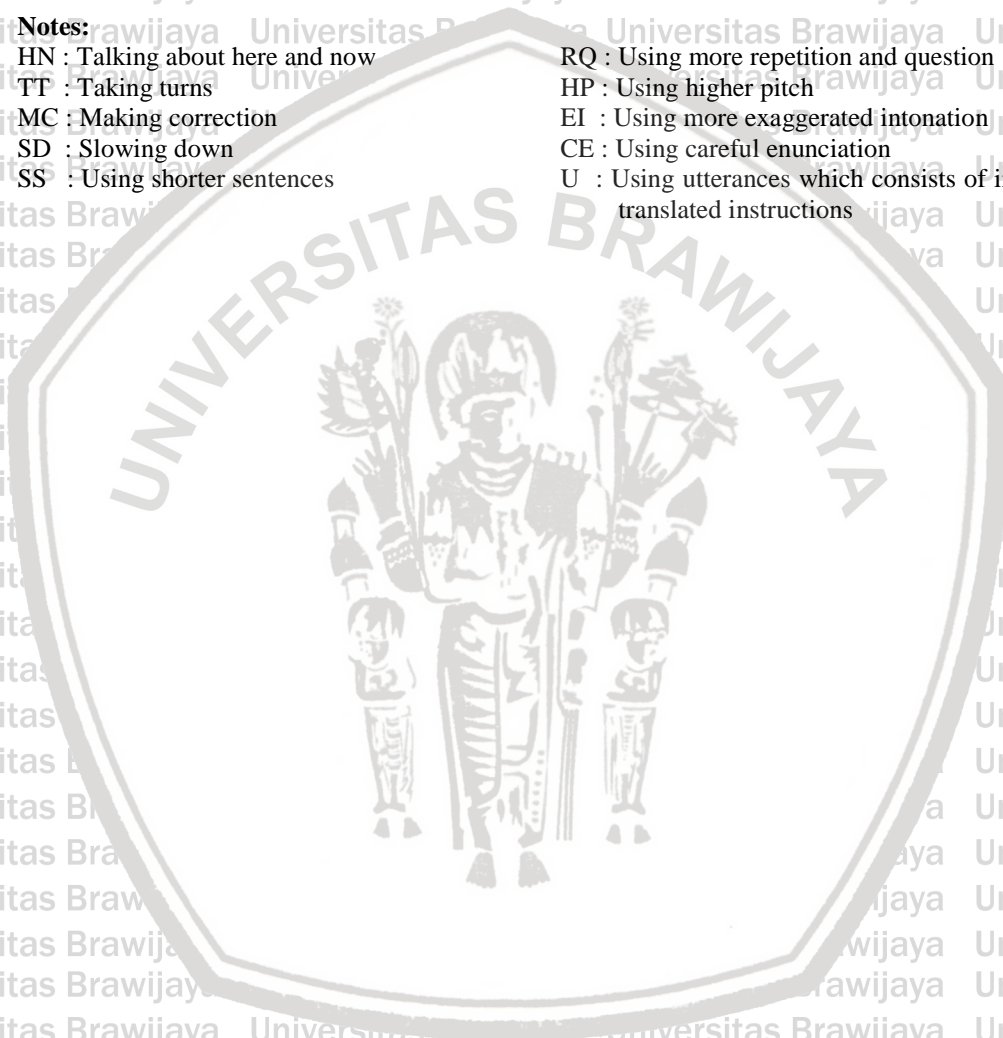 Notes:
HN : Talking about here and now
TT : Taking turns
MC : Making correction
SD : Slowing down
SS : Using shorter sentences
RQ : Using more repetition and question
HP : Using higher pitch
EI : Using more exaggerated intonation
CE : Using careful enunciation
U : Using utterances which consists of
translated instructions
UNIVERSITAS BRAWIJAYA